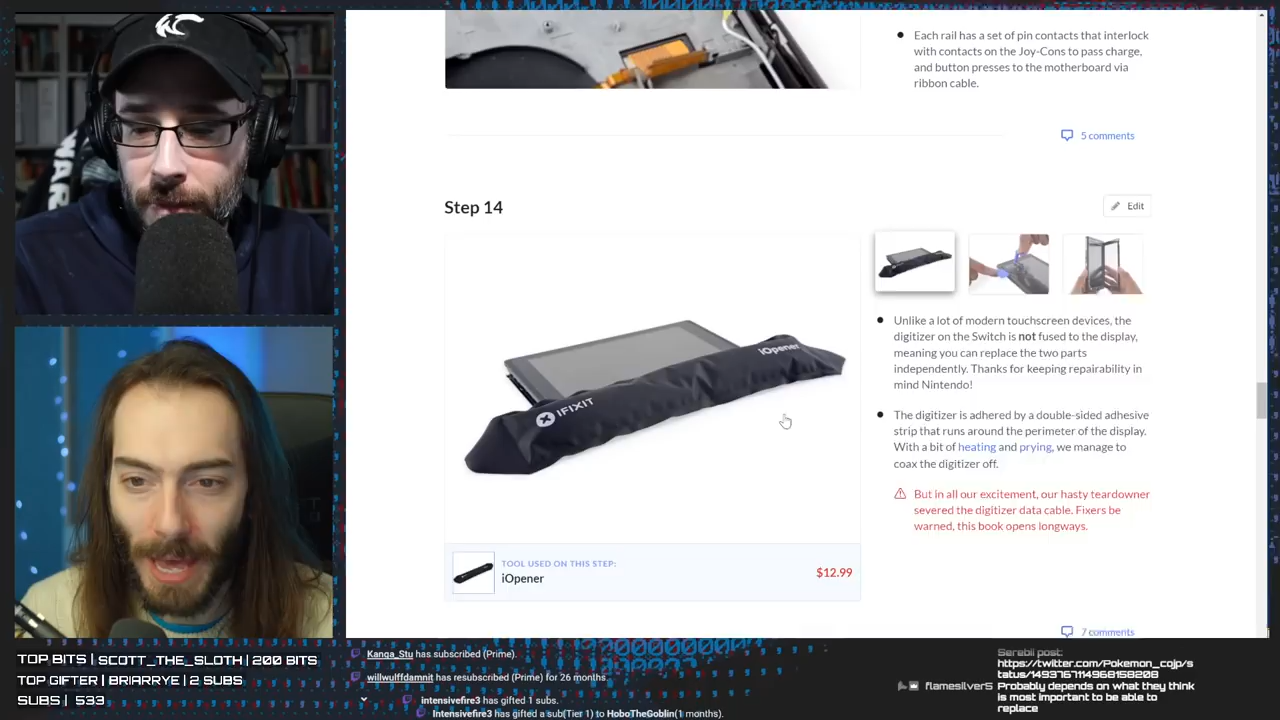 Each rail has a set of pin contacts that interlock
with contacts on the Joy-Cons to pass charge,
and button presses to the motherboard via
ribbon cable.
5 comments
Step 14
Edit
iOpener
IFIXIT
Unlike a lot of modern touchscreen devices, the
digitizer on the Switch is not fused to the display,
meaning you can replace the two parts
independently. Thanks for keeping repairability in
mind Nintendo!
The digitizer is adhered by a double-sided adhesive
strip that runs around the perimeter of the display.
With a bit of heating and prying, we manage to
coax the digitizer off.
But in all our excitement, our hasty teardowner
severed the digitizer data cable. Fixers be
warned, this book opens longways.
TOOL USED ON THIS STEP:
iOpener
$12.99
7 comments
TOP BITS | SCOTT_THE_SLOTH | 200 BITS
TOP GIFTER | BRIARRYE | 2 SUBS
SUBS | 533
Kanga_Stu has subscribed (Prime).
willwulffdamnit has resubscribed (Prime) for 26 months.
intensivefire3 has gifted 1 subs.
Intensivefire3 has gifted a sub(Tier 1) to HoboTheGoblin(1 months).
Serebii post:
https://twitter.com/Pokemon_cojp/s
tatus/1493767114968158208
flamesilverS Probably depends on what they think
is most important to be able to
replace